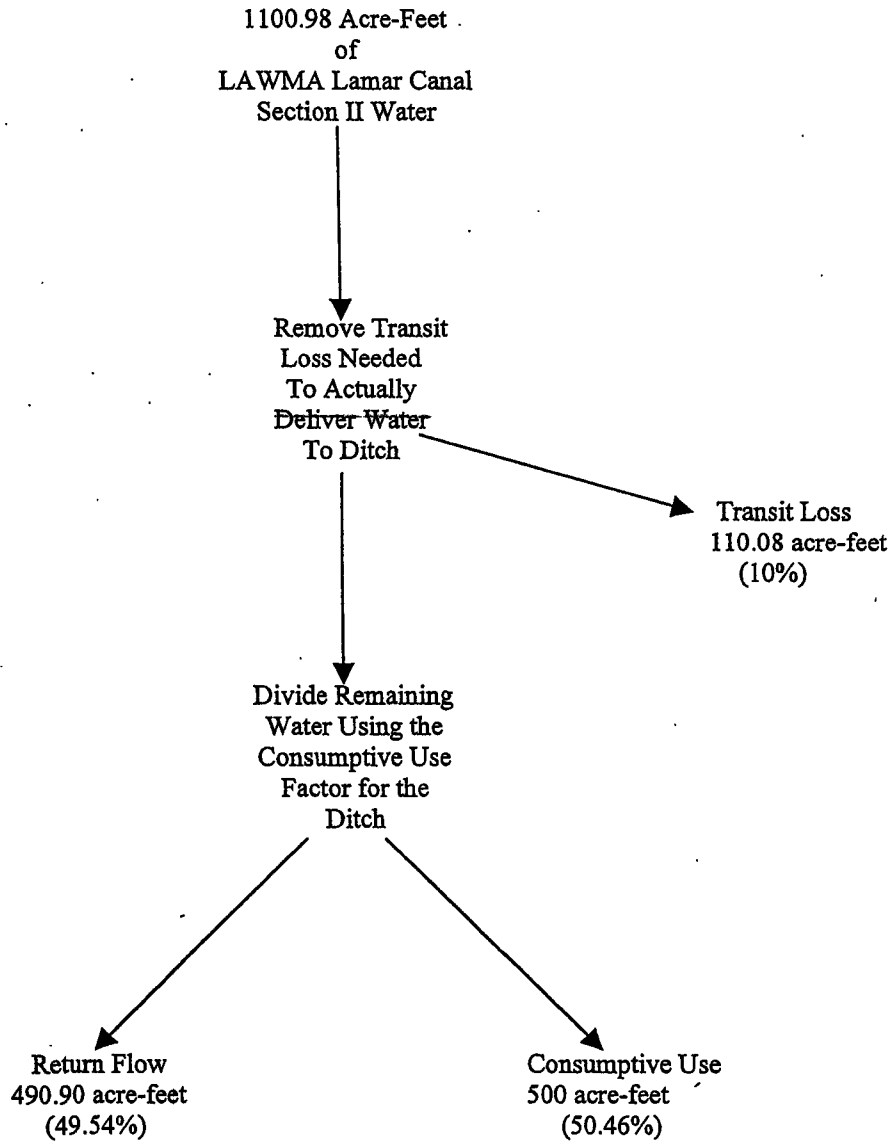 1100.98 Acre-Feet
of
LAWMA Lamar Canal
Section II Water
Remove Transit
Loss Needed
To Actually
Deliver Water
To Ditch
Transit Loss
110.08 acre-feet
(10%)
Divide Remaining
Water Using the
Consumptive Use
Factor for the
Ditch
Return Flow
490.90 acre-feet
(49.54%)
Consumptive Use
500 acre-feet
(50.46%)